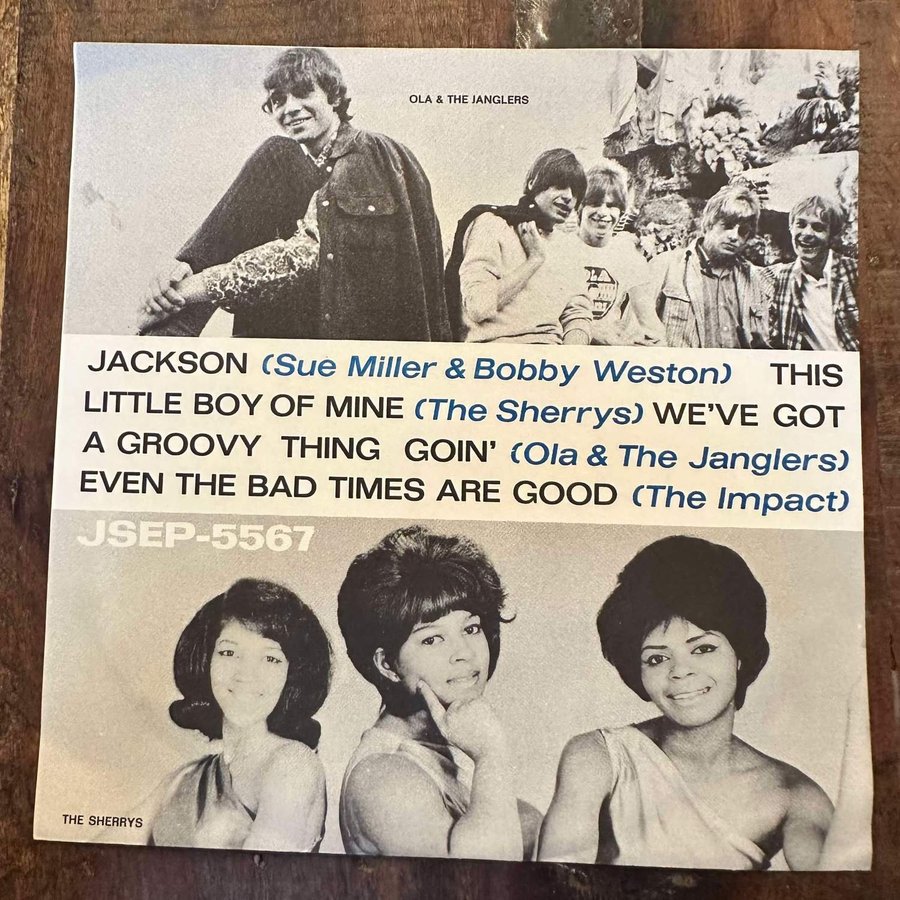 OLA & THE JANGLERS
JACKSON (Sue Miller & Bobby Weston) THIS
LITTLE BOY OF MINE (The Sherrys) WE'VE GOT
A GROOVY THING GOIN' (Ola & The Janglers)
EVEN THE BAD TIMES ARE GOOD (The Impact)
JSEP-5567
THE SHERRYS